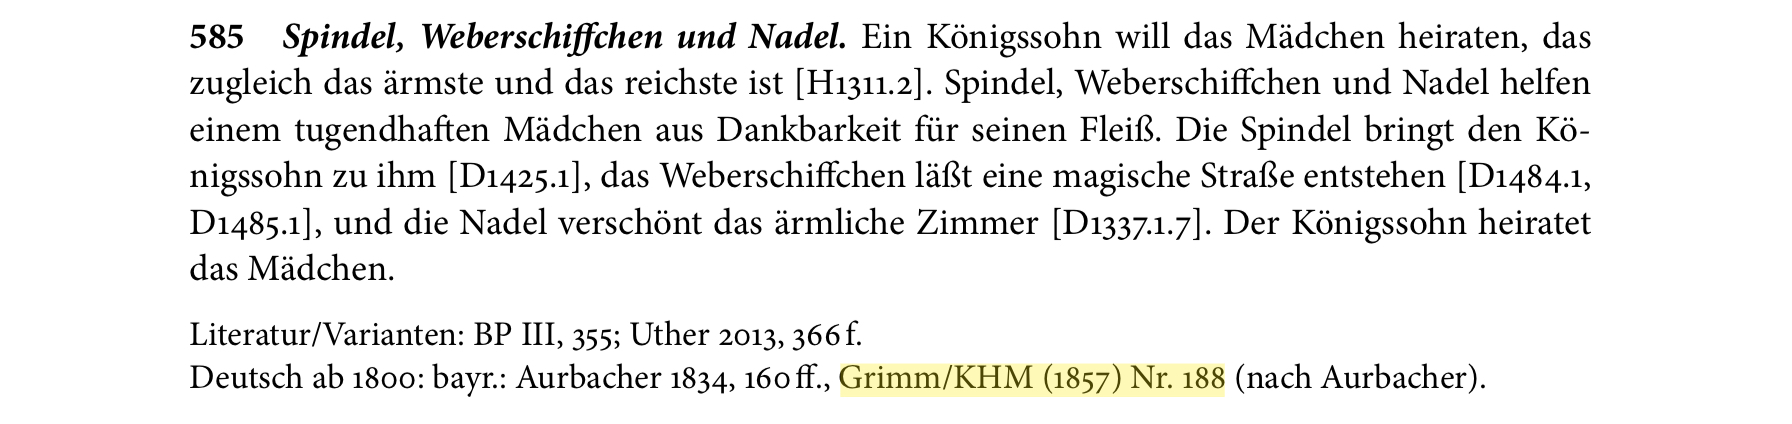 585 Spindel, Weberschiffchen und Nadel. Ein Königssohn will das Mädchen heiraten, das
zugleich das ärmste und das reichste ist [H1311.2]. Spindel, Weberschiffchen und Nadel helfen
einem tugendhaften Mädchen aus Dankbarkeit für seinen Fleiß. Die Spindel bringt den Kö-
nigssohn zu ihm [D1425.1], das Weberschiffchen läßt eine magische Straße entstehen [D1484.1,
D1485.1], und die Nadel verschönt das ärmliche Zimmer [D1337.1.7]. Der Königssohn heiratet
das Mädchen.
Literatur/Varianten: BP III, 355; Uther 2013, 366 f.
Deutsch ab 1800: bayr.: Aurbacher 1834, 160 ff., Grimm/KHM (1857) Nr. 188 (nach Aurbacher).